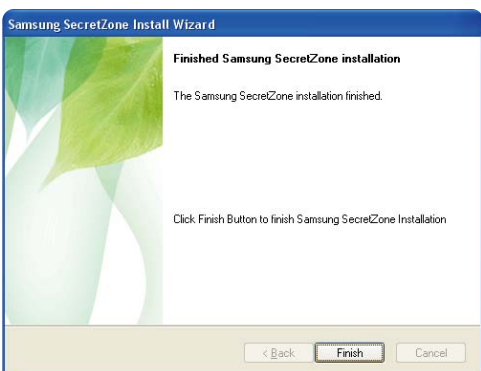 Samsung SecretZone Install Wizard
Finished Samsung SecretZone installation
The Samsung SecretZone installation finished.
Click Finish Button to finish Samsung SecretZone Installation
< Back
Finish
Cancel